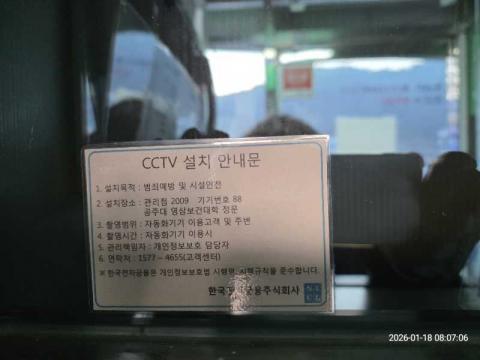 CCTV 설치 안내문
1. 설치목적 : 범죄예방 및 시설안전
2. 설치장소 : 관리점 2009 기기번호 88
공주대 영상보건대학 정문
3. 촬영범위 : 자동화기기 이용고객 및 주변
4. 촬영시간 : 자동화기기 이용시
5. 관리책임자 : 개인정보보호 담당자
6. 연락처 : 1577 - 4655(고객센터)
※ 한국전자금융은 개인정보보호법 시행령, 시행규칙을 준수합니다.
2026-01-18 08:07:06